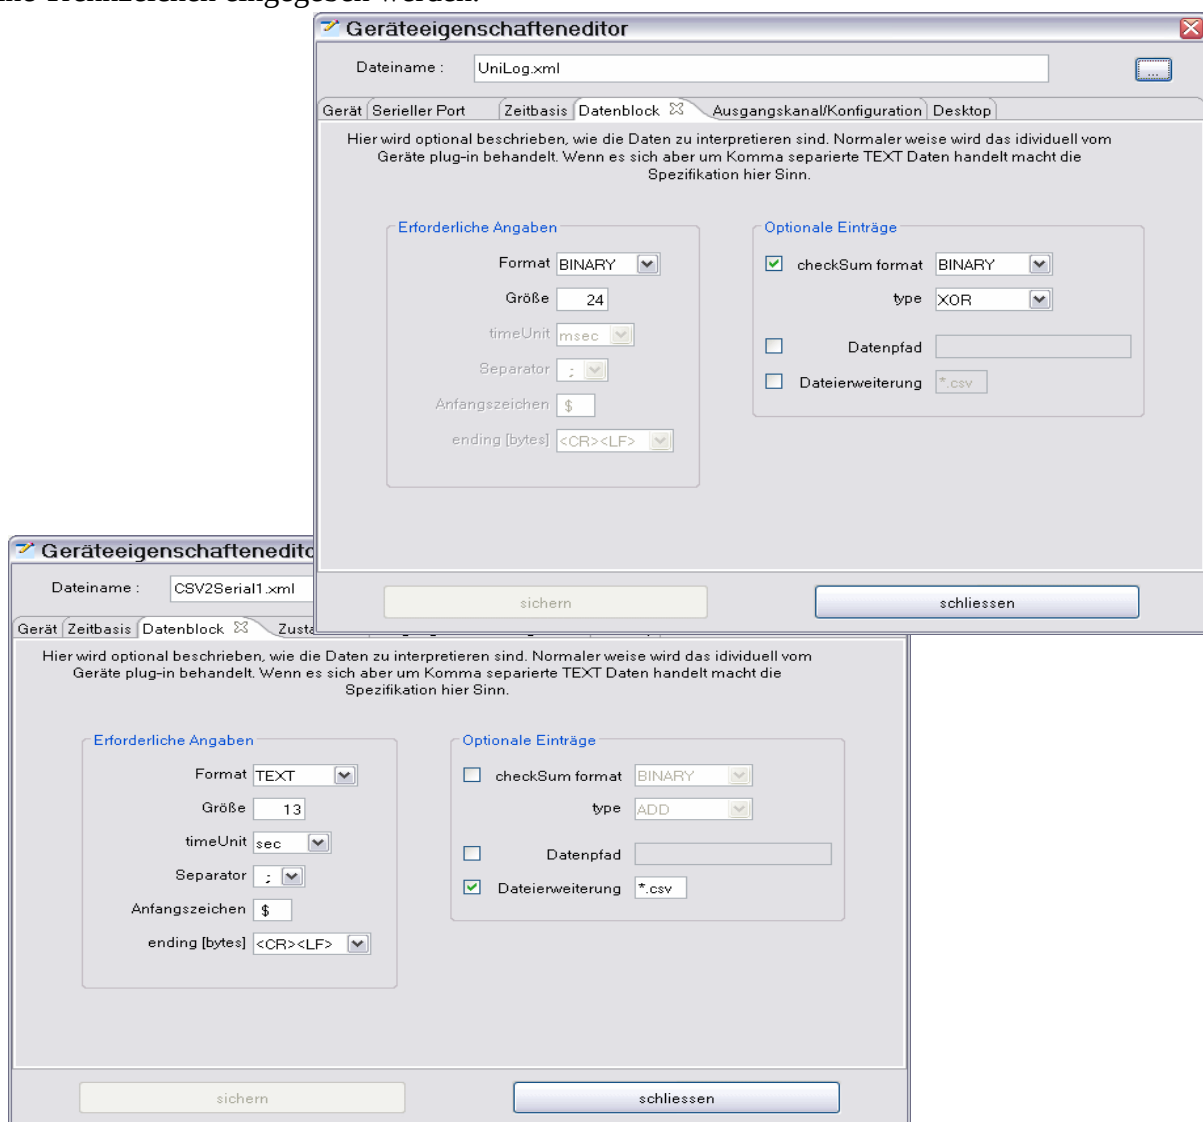 eingegeben werden.
Geräteeigenschafteneditor
Dateiname :
UniLog.xml
...
Gerät Serieller Port Zeitbasis Datenblock Ausgangskanal/Konfiguration Desktop
Hier wird optional beschrieben, wie die Daten zu interpretieren sind. Normaler weise wird das idividuell vom
Geräte plug-in behandelt. Wenn es sich aber um Komma separierte TEXT Daten handelt macht die
Spezifikation hier Sinn.
Erforderliche Angaben
Format BINARY
Größe 24
timeUnit msec
Separator ;
Anfangszeichen $
ending [bytes] <CR><LF>
Optionale Einträge
checkSum format BINARY
type XOR
Datenpfad
Dateierweiterung *.csv
sichern
schliessen
Geräteeigenschaftenedito
Dateiname :
CSV2Serial1.xml
Gerät Zeitbasis Datenblock
Hier wird optional beschrieben, wie die Daten zu interpretieren sind. Normaler weise wird das idividuell vom
Geräte plug-in behandelt. Wenn es sich aber um Komma separierte TEXT Daten handelt macht die
Spezifikation hier Sinn.
Erforderliche Angaben
Format TEXT
Größe 13
timeUnit sec
Separator ;
Anfangszeichen $
ending [bytes] <CR><LF>
Optionale Einträge
checkSum format BINARY
type ADD
Datenpfad
Dateierweiterung *.csv
sichern
schliessen